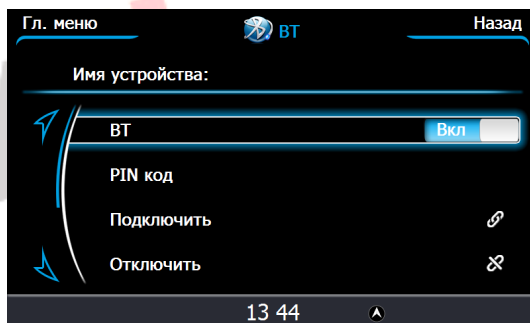 Гл. меню BT Назад
Имя устройства:
BT Вкл
PIN код
Подключить
Отключить
13 44